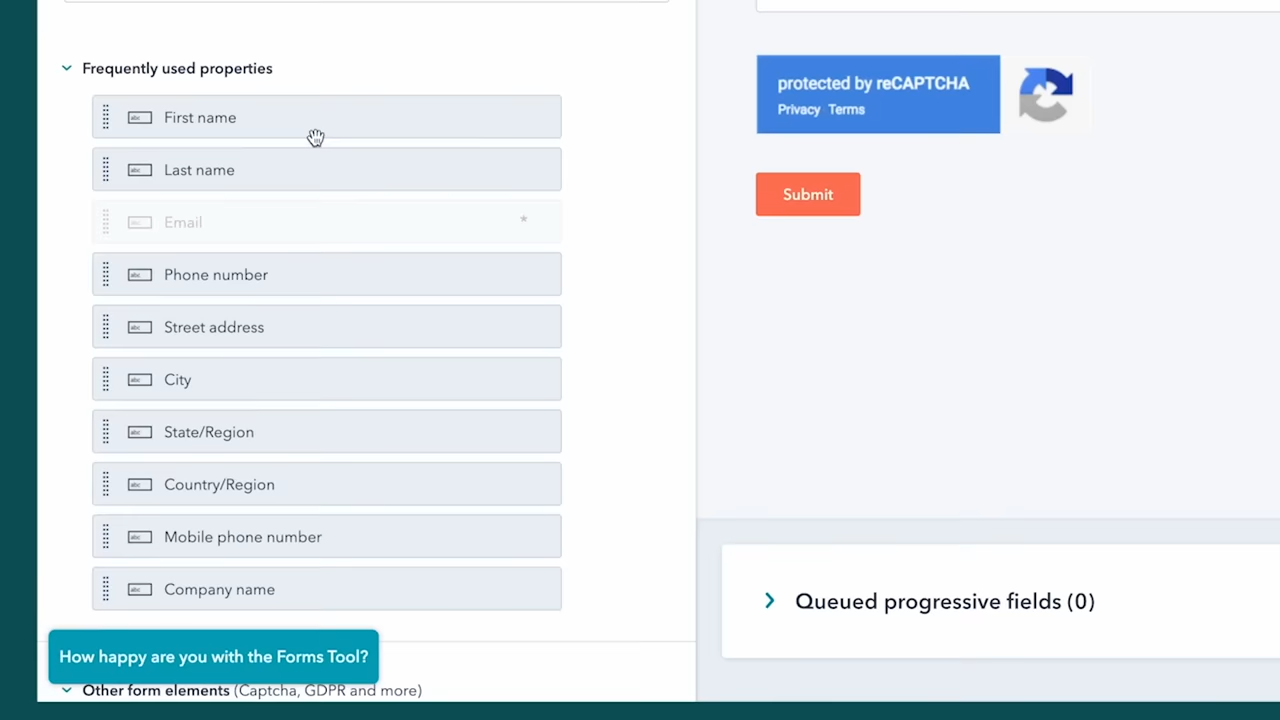 Frequently used properties
First name
Last name
Email *
Phone number
Street address
City
State/Region
Country/Region
Mobile phone number
Company name
How happy are you with the Forms Tool?
Other form elements (Captcha, GDPR and more)
protected by reCAPTCHA
Privacy Terms
Submit
Queued progressive fields (0)